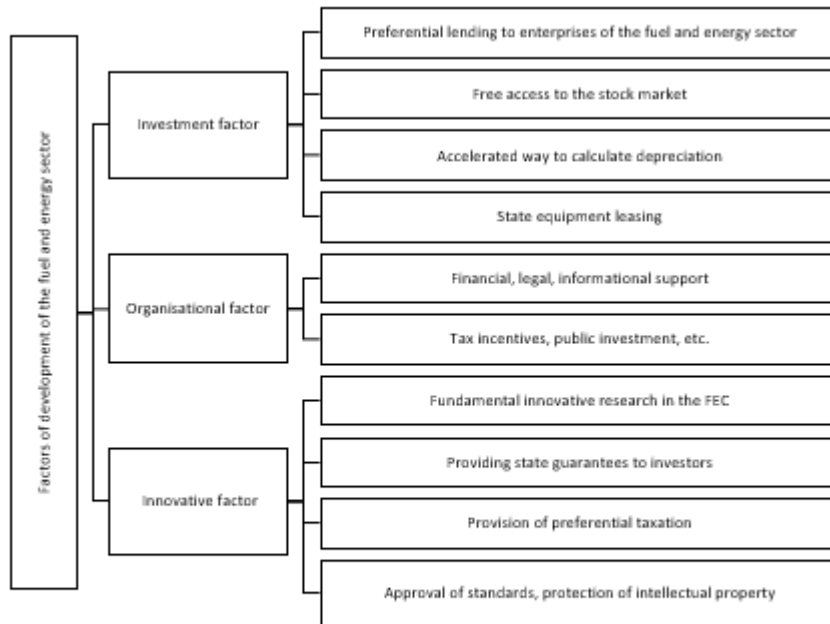 Factors of development of the fuel and energy sector
Investment factor
Preferential lending to enterprises of the fuel and energy sector
Free access to the stock market
Accelerated way to calculate depreciation
State equipment leasing
Organisational factor
Financial, legal, informational support
Tax incentives, public investment, etc.
Innovative factor
Fundamental innovative research in the FEC
Providing state guarantees to investors
Provision of preferential taxation
Approval of standards, protection of intellectual property